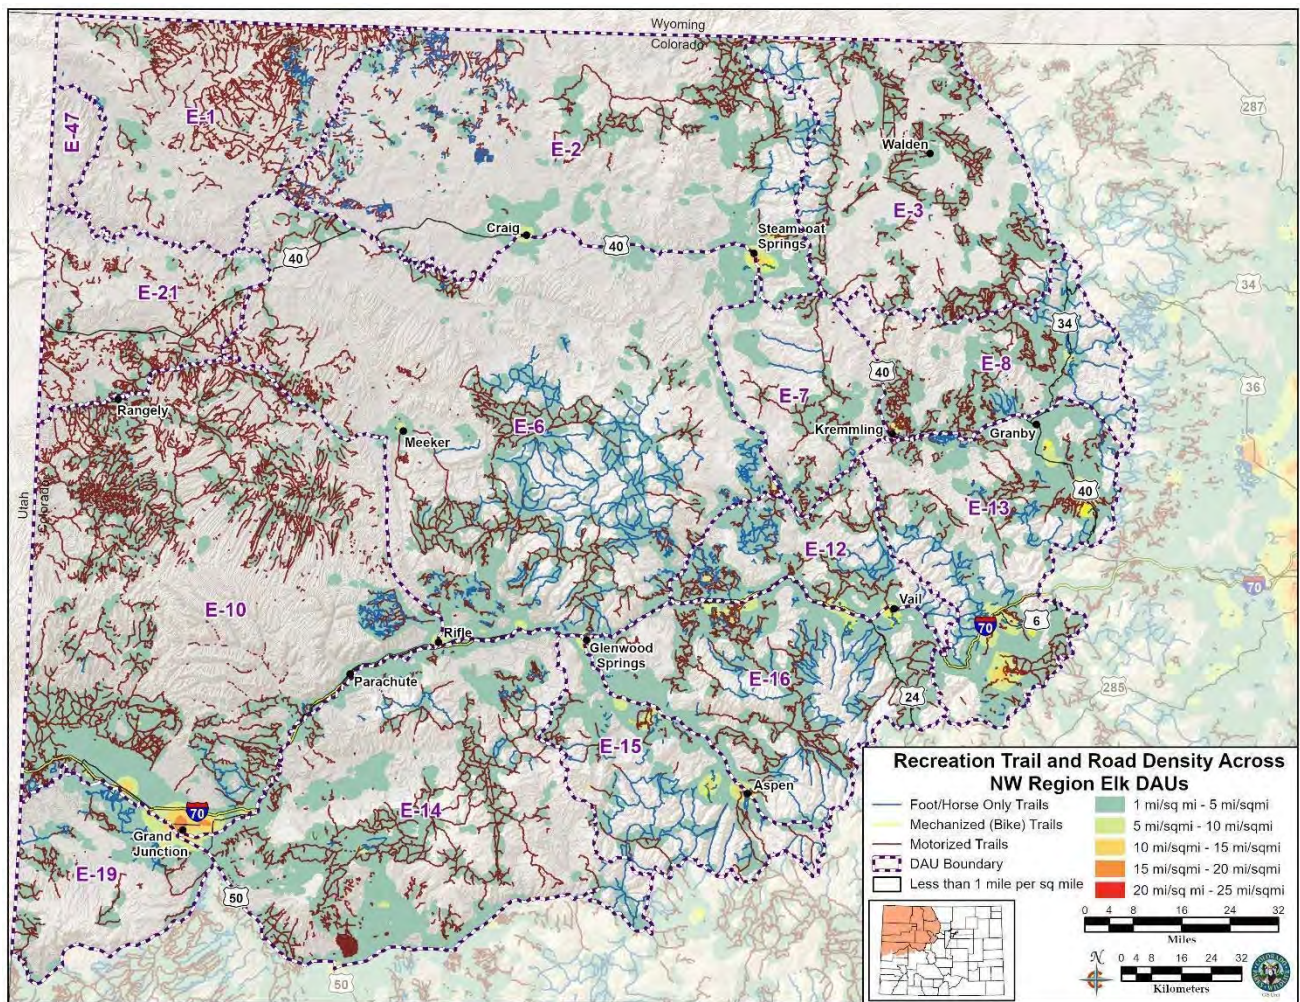 Wyoming
Colorado
287
E-47
E-1
E-2
Walden
E-3
Craig
40
40
Steamboat
Springs
34
E-21
34
40
E-8
36
Rangely
E-7
E-6
Meeker
Kremmling
Granby
Utah
Colorado
40
E-13
E-12
70
E-10
Vail
70
6
Rifle
Glenwood
Springs
Parachute
E-16
285
24
E-15
Aspen
E-14
70
Grand
Junction
E-19
50
50
Recreation Trail and Road Density Across
NW Region Elk DAUs
Foot/Horse Only Trails
Mechanized (Bike) Trails
Motorized Trails
DAU Boundary
Less than 1 mile per sq mile
1 mi/sq mi - 5 mi/sqmi
5 mi/sqmi - 10 mi/sqmi
10 mi/sqmi - 15 mi/sqmi
15 mi/sqmi - 20 mi/sqmi
20 mi/sq mi - 25 mi/sqmi
0 4 8 16 24 32
Miles
N
0 4 8 16 24 32
Kilometers